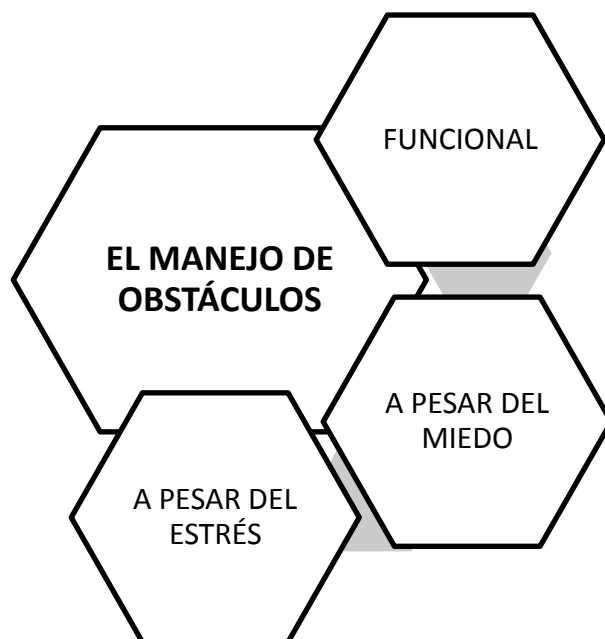 FUNCIONAL
EL MANEJO DE
OBSTÁCULOS
A PESAR DEL
MIEDO
A PESAR DEL
ESTRÉS